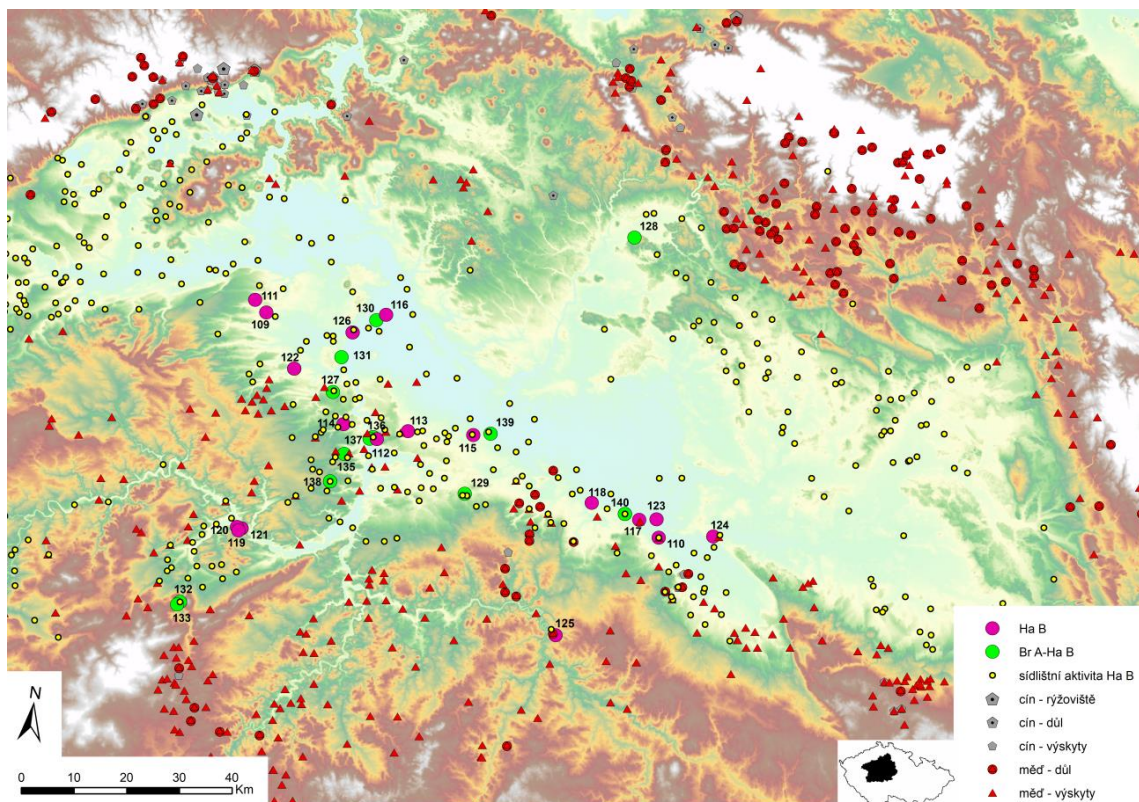 128
111
109
130
116
126
131
122
127
114
136
113
137
112
115
139
135
138
129
118
140
123
117
110
124
120
121
119
132
133
125
N
0 10 20 30 40
Km
Ha B
Br A-Ha B
sídlištní aktivita Ha B
cín - rýžoviště
cín - důl
cín - výskyty
měď - důl
měď - výskyty